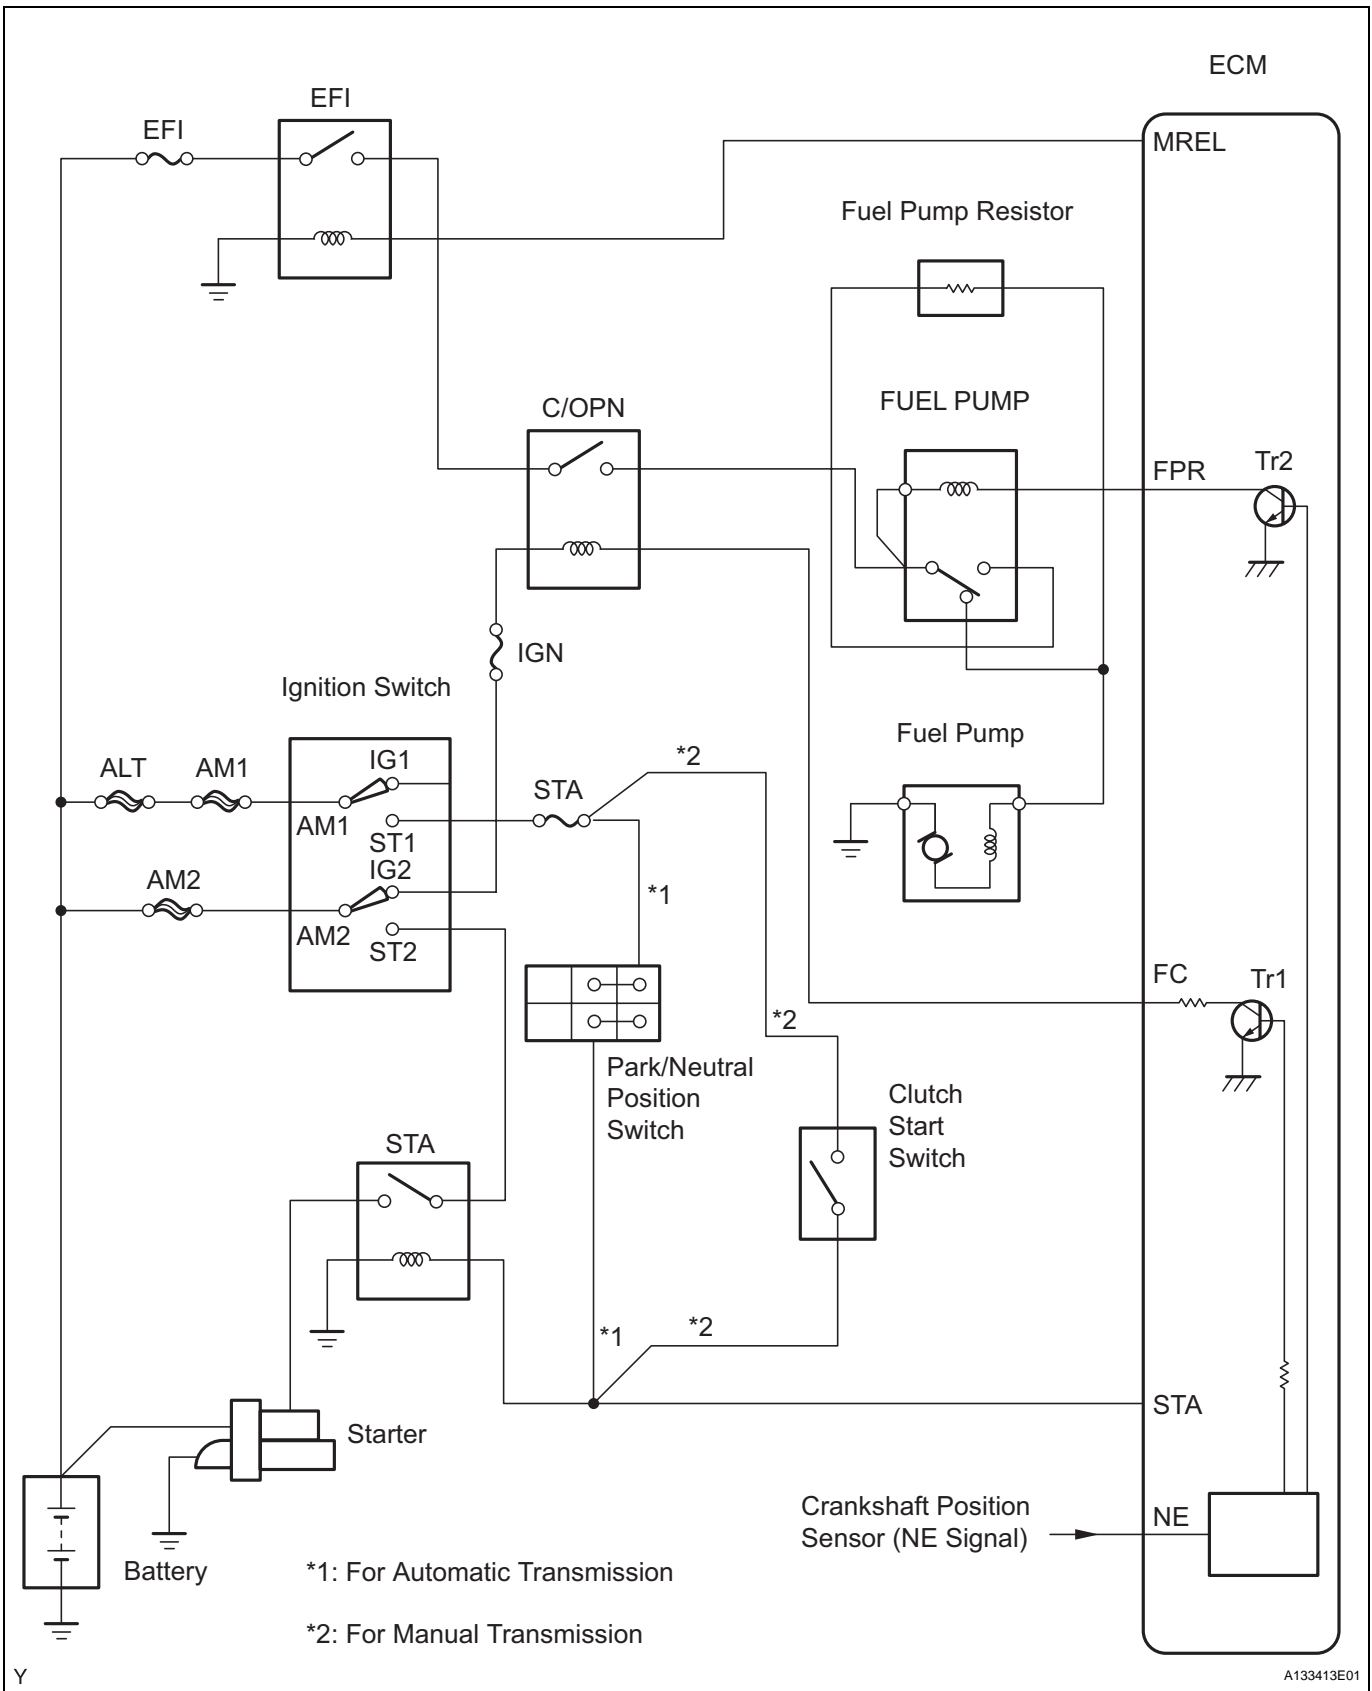 ECM
EFI
EFI
MREL
Fuel Pump Resistor
C/OPN
FUEL PUMP
FPR
Tr2
IGN
Ignition Switch
Fuel Pump
*2
ALT
AM1
IG1
STA
AM1
ST1
IG2
AM2
*1
AM2
ST2
FC
Tr1
*2
Park/Neutral
Position
Switch
Clutch
Start
Switch
STA
*1
*2
STA
Starter
Crankshaft Position
Sensor (NE Signal)
NE
Battery
*1: For Automatic Transmission
*2: For Manual Transmission
Y
A133413E01